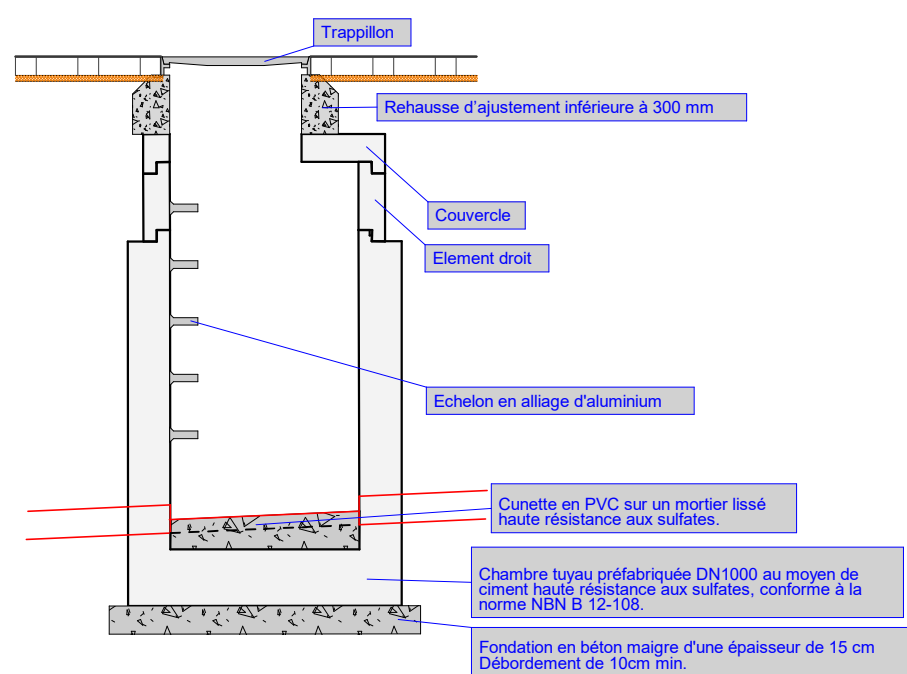 Trappillon
Rehausse d’ajustement inférieure à 300 mm
Couvercle
Element droit
Echelon en alliage d'aluminium
Cunette en PVC sur un mortier lissé
haute résistance aux sulfates.
Chambre tuyau préfabriquée DN1000 au moyen de
ciment haute résistance aux sulfates, conforme à la
norme NBN B 12-108.
Fondation en béton maigre d'une épaisseur de 15 cm
Débordement de 10cm min.